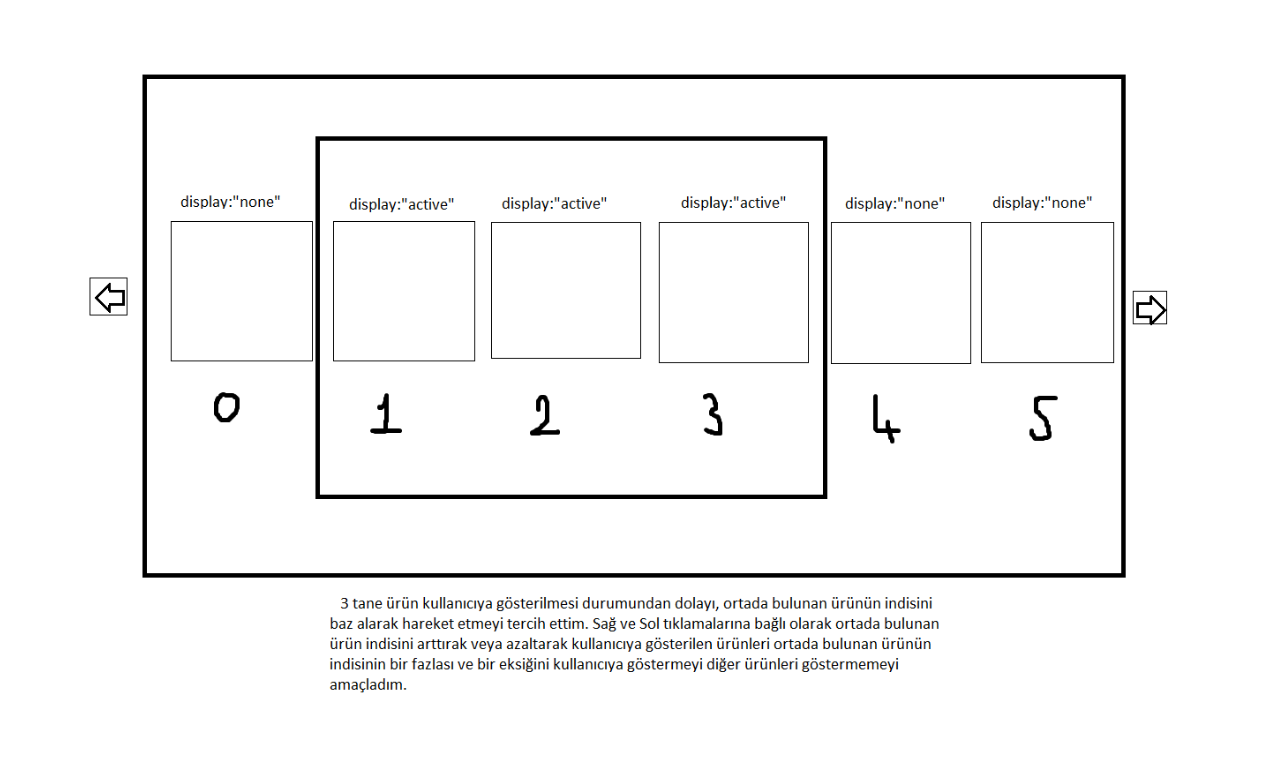 display:"none"
display:"active"
display:"active"
display:"active"
display:"none"
display:"none"
0
1
2
3
4
5
3 tane ürün kullanıcıya gösterilmesi durumundan dolayı, ortada bulunan ürünün indisini
baz alarak hareket etmeyi tercih ettim. Sağ ve Sol tıklamalarına bağlı olarak ortada bulunan
ürün indisini arttırak veya azaltarak kullanıcıya gösterilen ürünleri ortada bulunan ürünün
indisinin bir fazlası ve bir eksiğini kullanıcıya göstermeyi diğer ürünleri göstermemeyi
amaçladım.